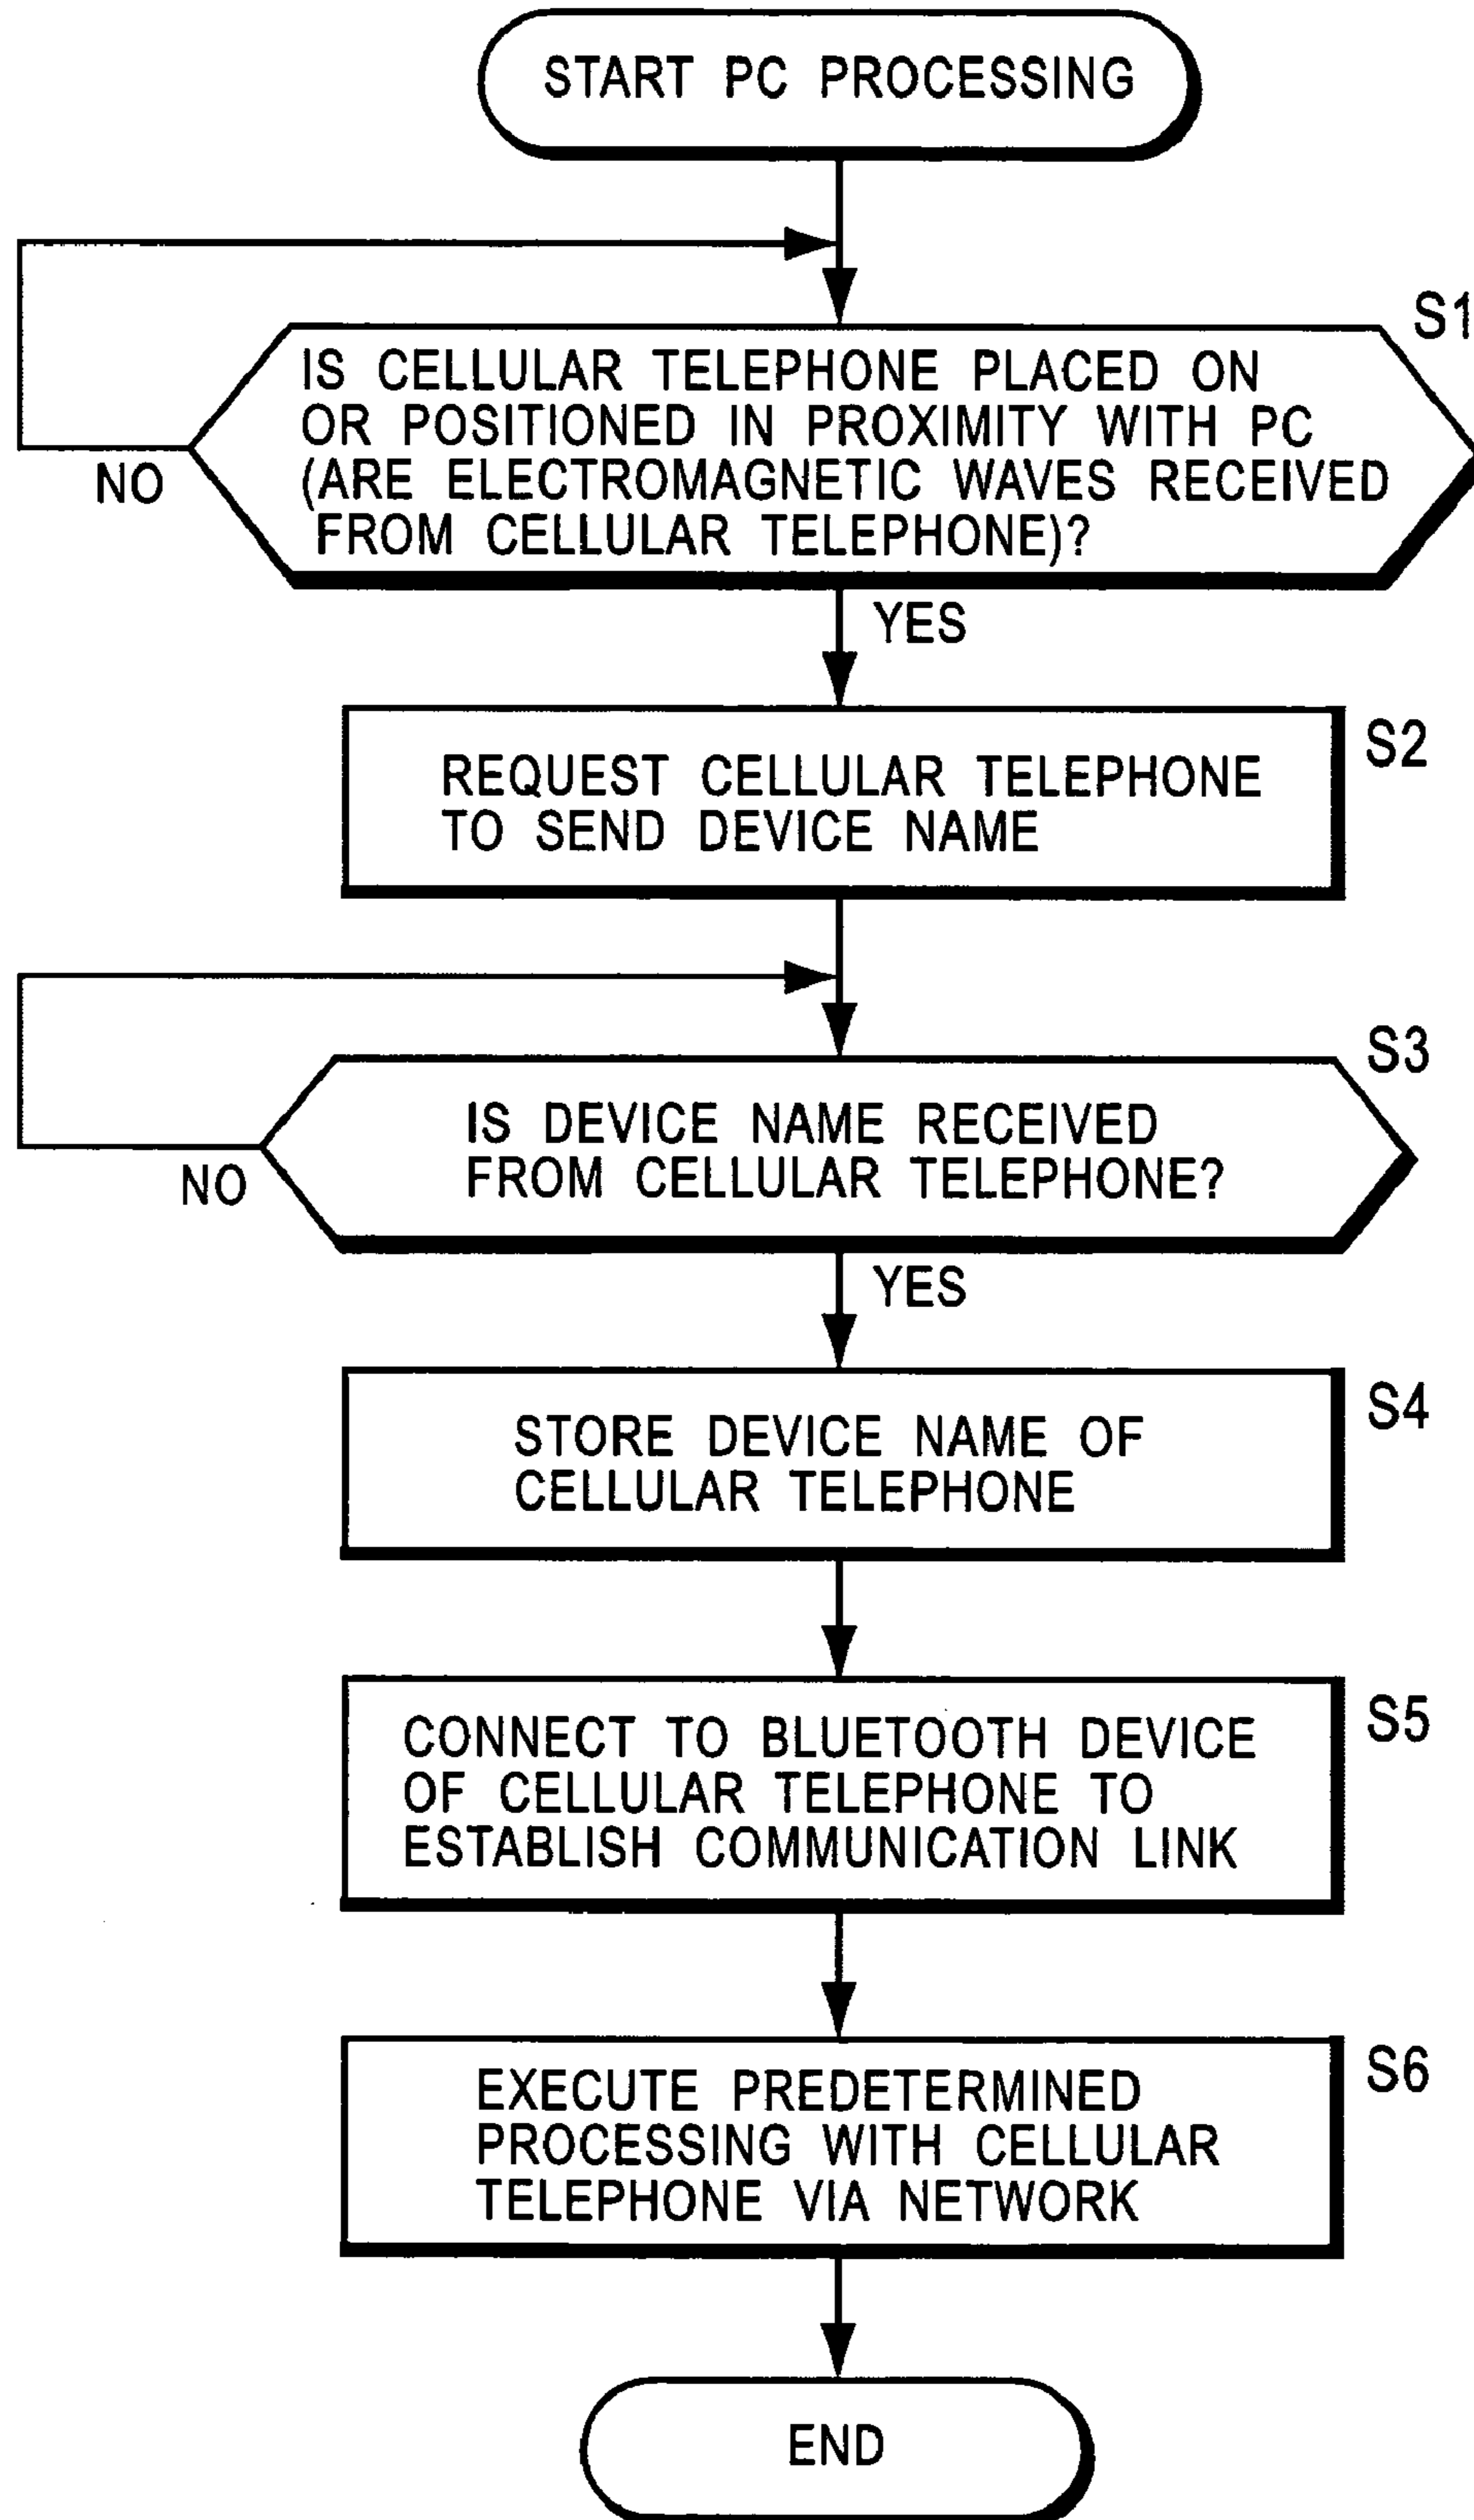 START PC PROCESSING
S1
IS CELLULAR TELEPHONE PLACED ON
OR POSITIONED IN PROXIMITY WITH PC
(ARE ELECTROMAGNETIC WAVES RECEIVED
FROM CELLULAR TELEPHONE)?
NO
YES
S2
REQUEST CELLULAR TELEPHONE
TO SEND DEVICE NAME
S3
IS DEVICE NAME RECEIVED
FROM CELLULAR TELEPHONE?
NO
YES
S4
STORE DEVICE NAME OF
CELLULAR TELEPHONE
S5
CONNECT TO BLUETOOTH DEVICE
OF CELLULAR TELEPHONE TO
ESTABLISH COMMUNICATION LINK
S6
EXECUTE PREDETERMINED
PROCESSING WITH CELLULAR
TELEPHONE VIA NETWORK
END